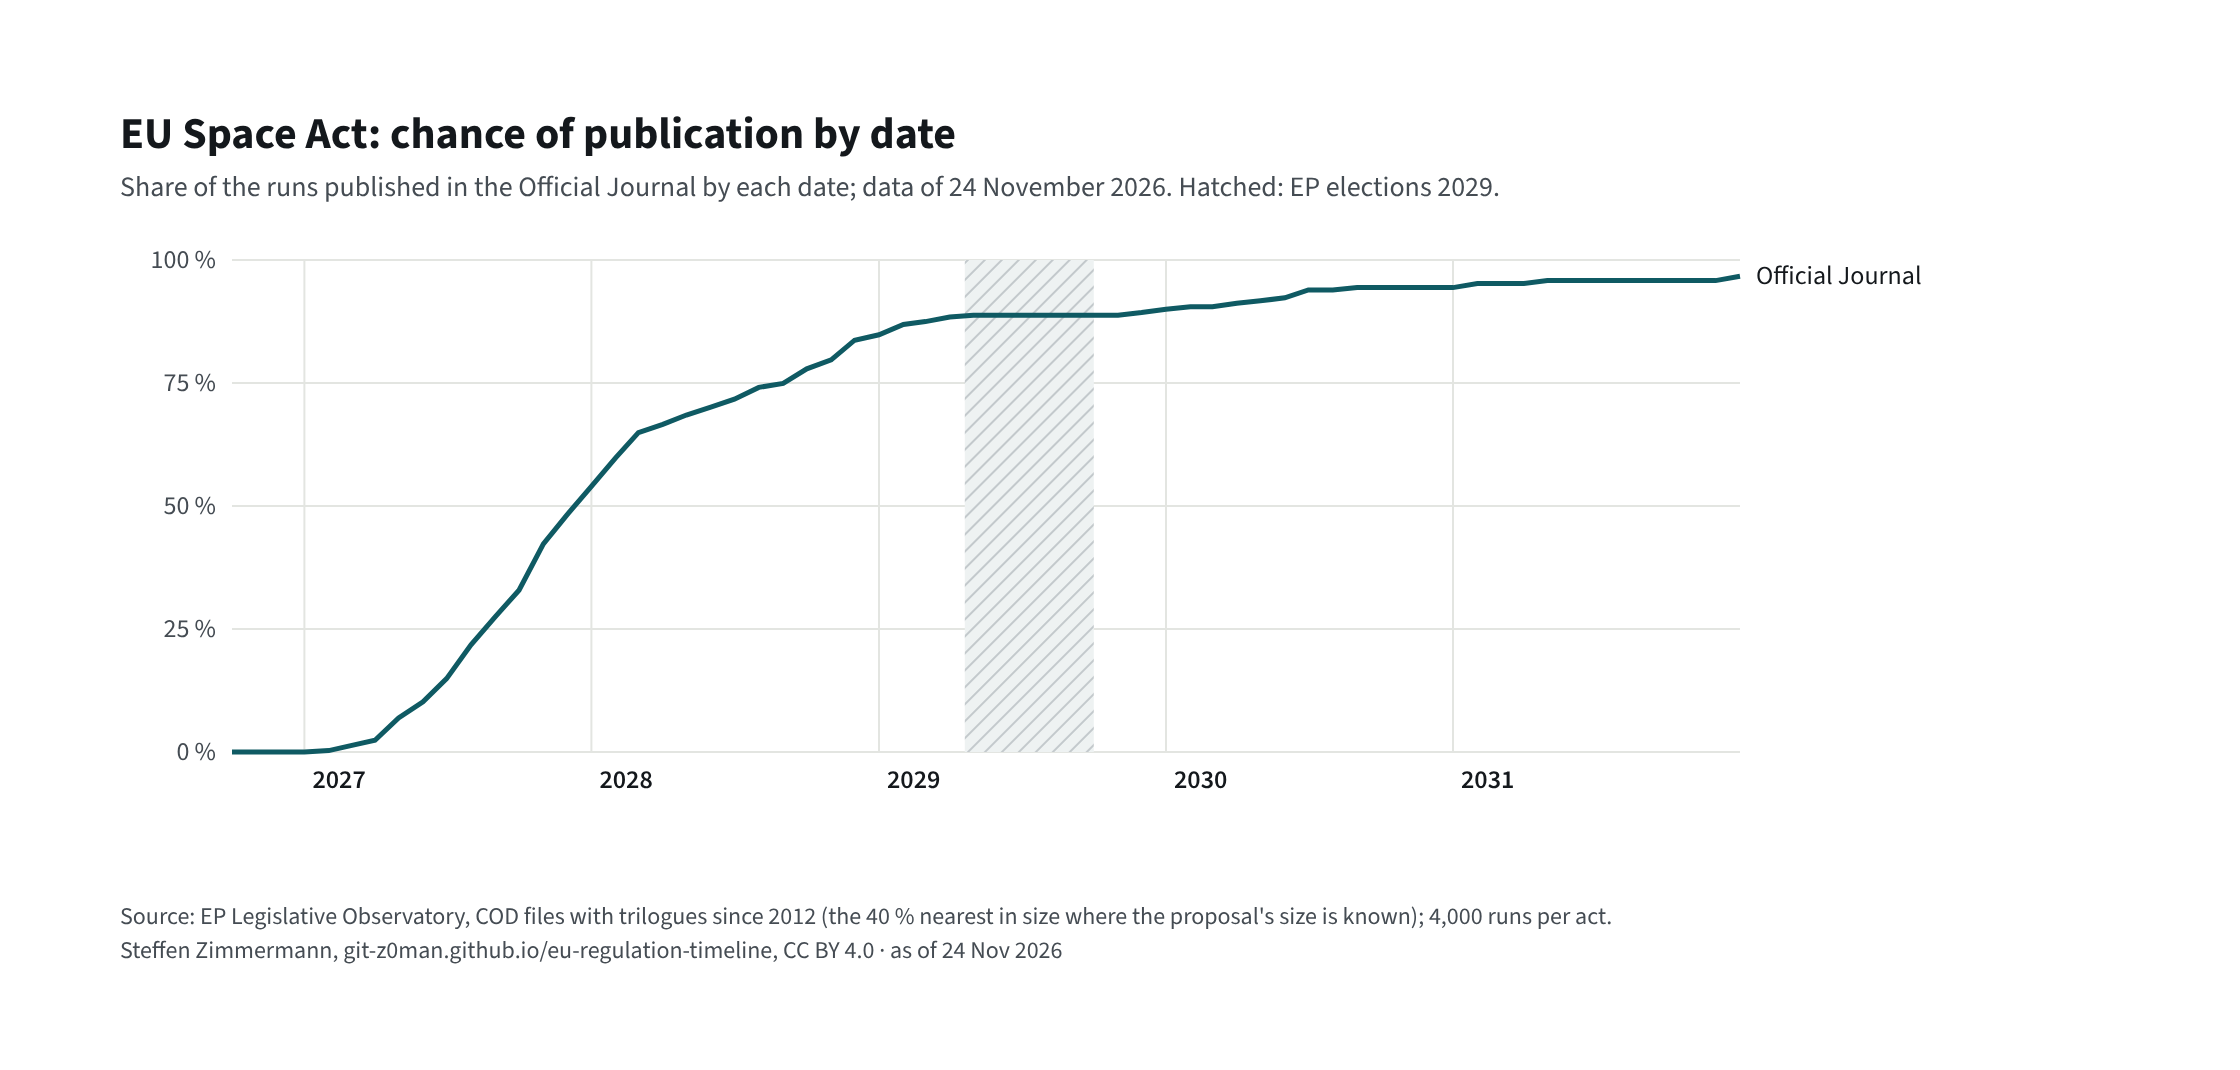 EU Space Act: chance of publication by date
Share of the runs published in the Official Journal by each date; data of 24 November 2026. Hatched: EP elections 2029.
100 %
Official Journal
75 %
50 %
25 %
0 %
2027 2028 2029 2030 2031
Source: EP Legislative Observatory, COD files with trilogues since 2012 (the 40 % nearest in size where the proposal's size is known); 4,000 runs per act.
Steffen Zimmermann, git-z0man.github.io/eu-regulation-timeline, CC BY 4.0 · as of 24 Nov 2026